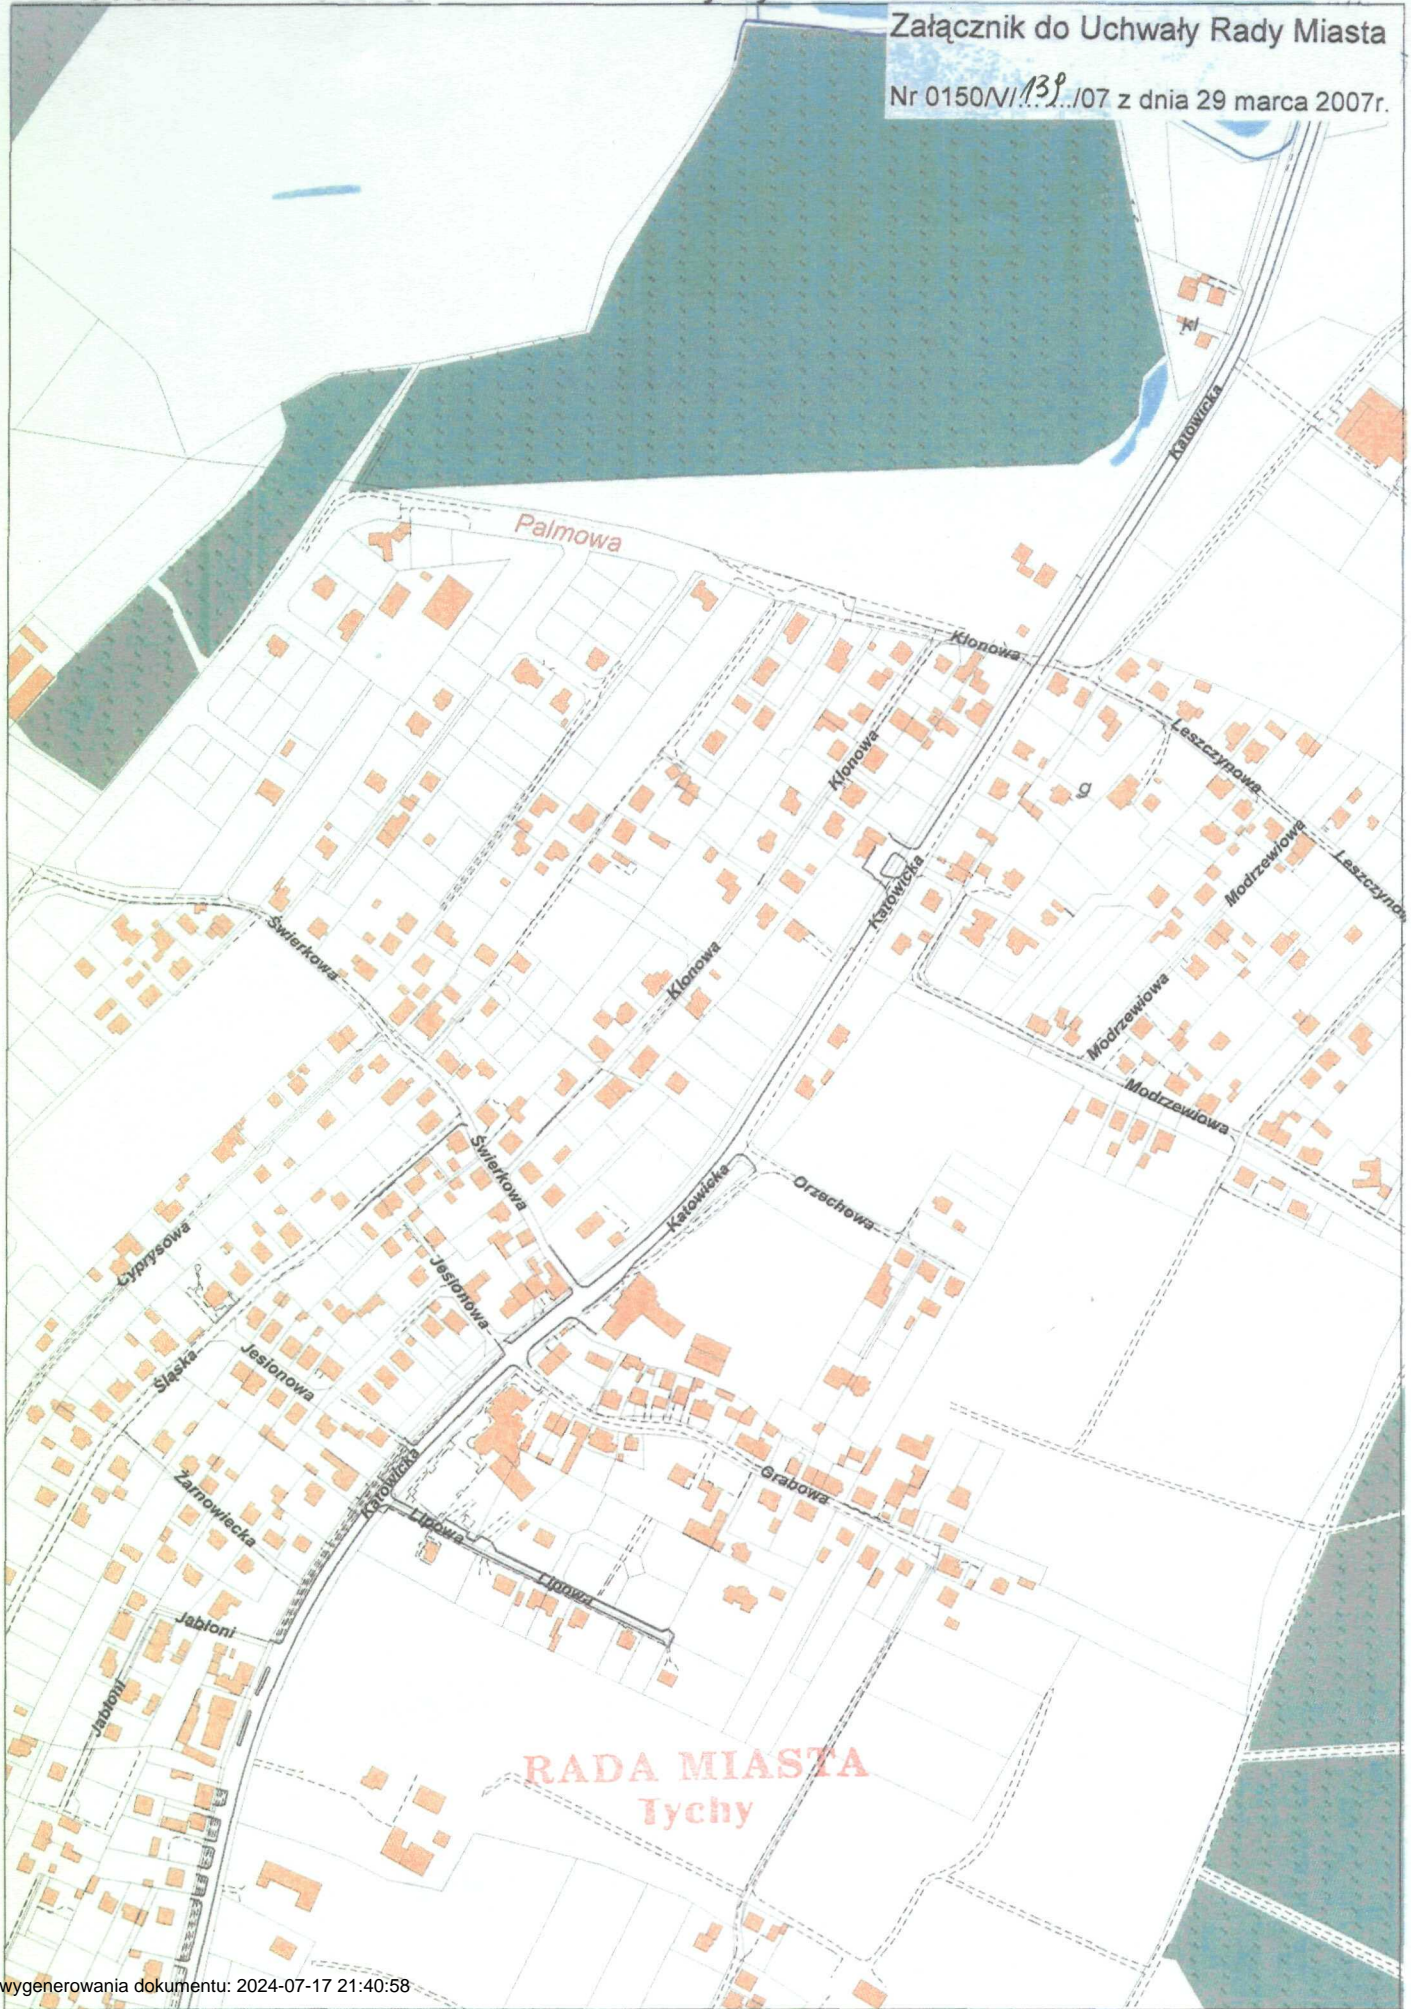 Załącznik do Uchwały Rady Miasta
Nr 0150/V/139/07 z dnia 29 marca 2007r.
kl
Katowicka
Palmowa
Klonowa
Leszczynowa
Klonowa
g
Modrzewiowa
Leszczynow
Katowicka
Świerkowa
Klonowa
Modrzewiowa
Modrzewiowa
Świerkowa
Katowicka
Orzechowa
Cyprysowa
Jesionowa
Śląska
Jesionowa
Katowicka
Grabowa
Żarnowiecka
Lipowa
Lipowa
Jabłoni
Jabłoni
RADA MIASTA
Tychy
wygenerowania dokumentu: 2024-07-17 21:40:58